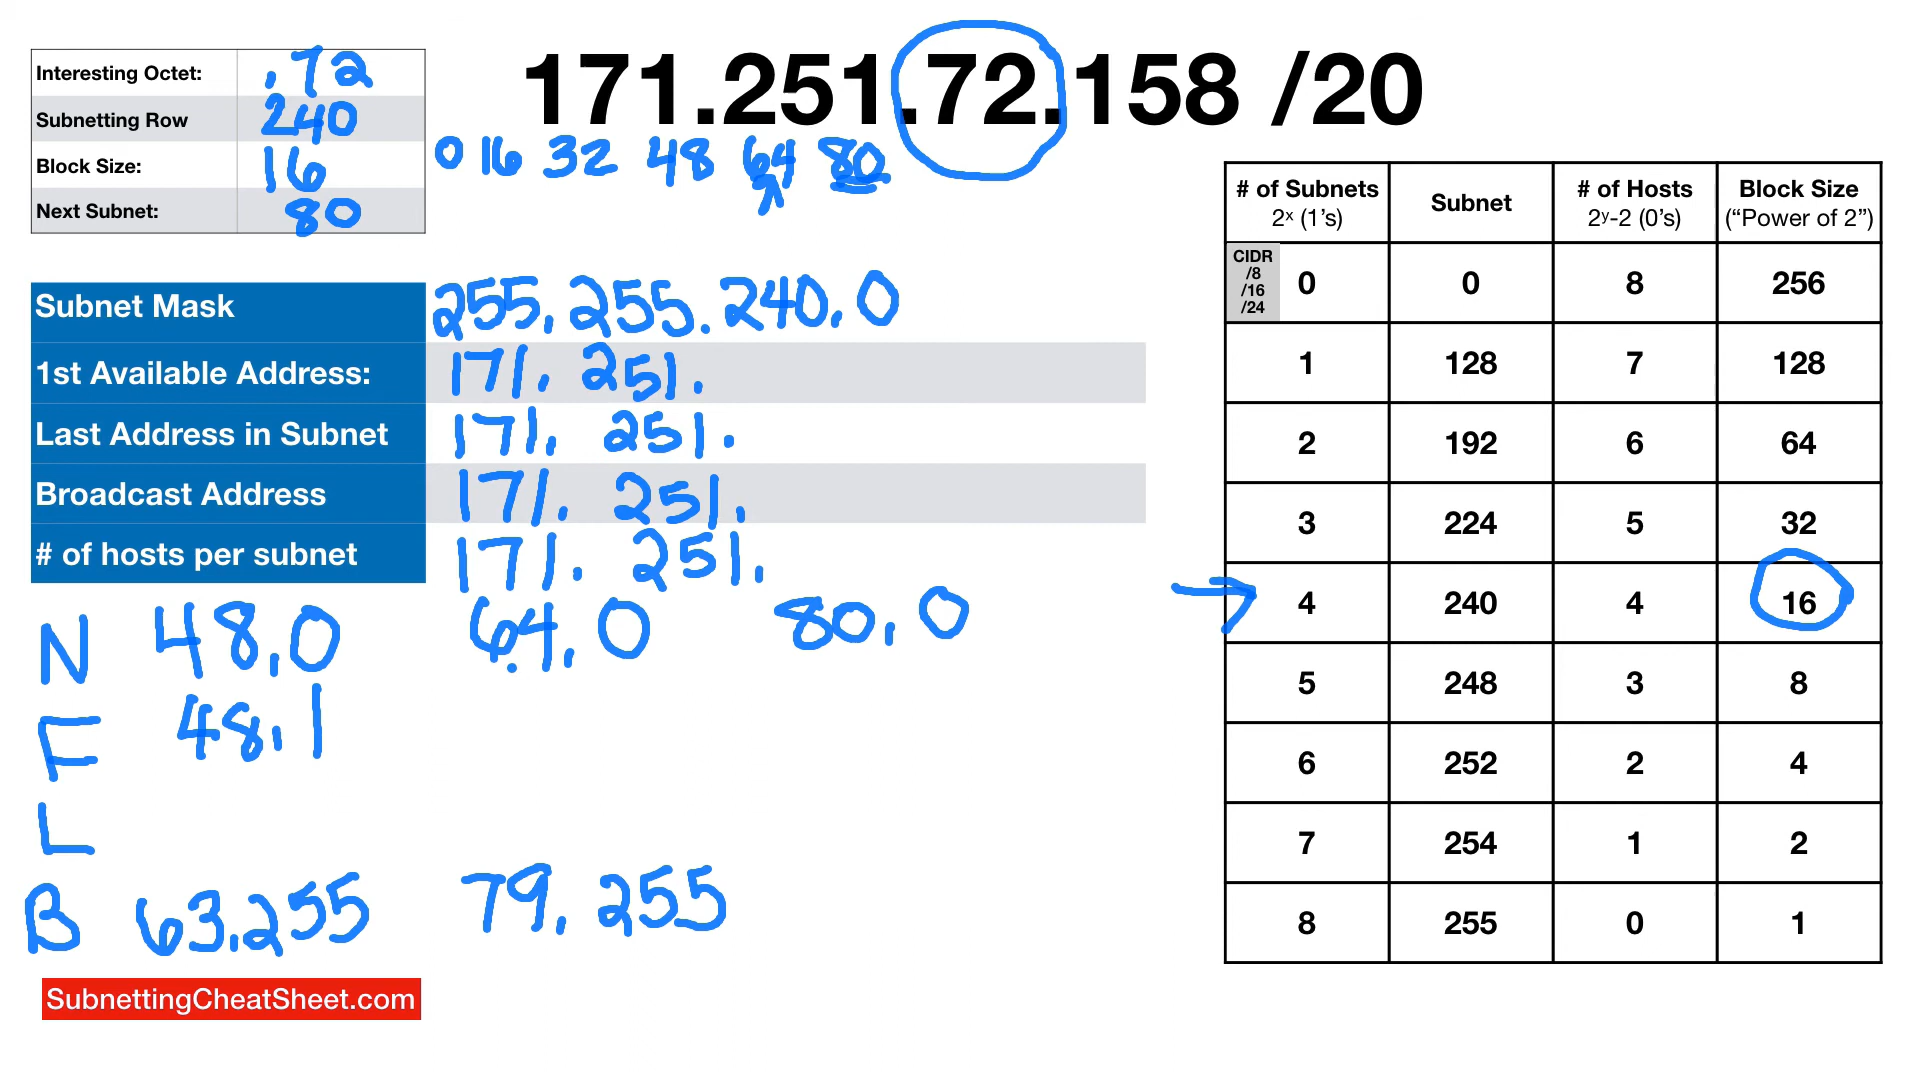 171.251.72.158 /20
Interesting Octet: .72
Subnetting Row 240
Block Size: 16
Next Subnet: 80
0 16 32 48 64 80
Subnet Mask 255.255.240.0
1st Available Address: 171.251.
Last Address in Subnet 171.251.
Broadcast Address 171.251.
# of hosts per subnet 171.251.
N 48.0 64.0 80.0
F 48.1
L
B 63.255 79.255
SubnettingCheatSheet.com
# of Subnets Subnet # of Hosts Block Size
2ˣ (1’s) 2ʸ-2 (0’s) (“Power of 2”)
CIDR
/8
/16
/24
0 0 8 256
1 128 7 128
2 192 6 64
3 224 5 32
4 240 4 16
5 248 3 8
6 252 2 4
7 254 1 2
8 255 0 1